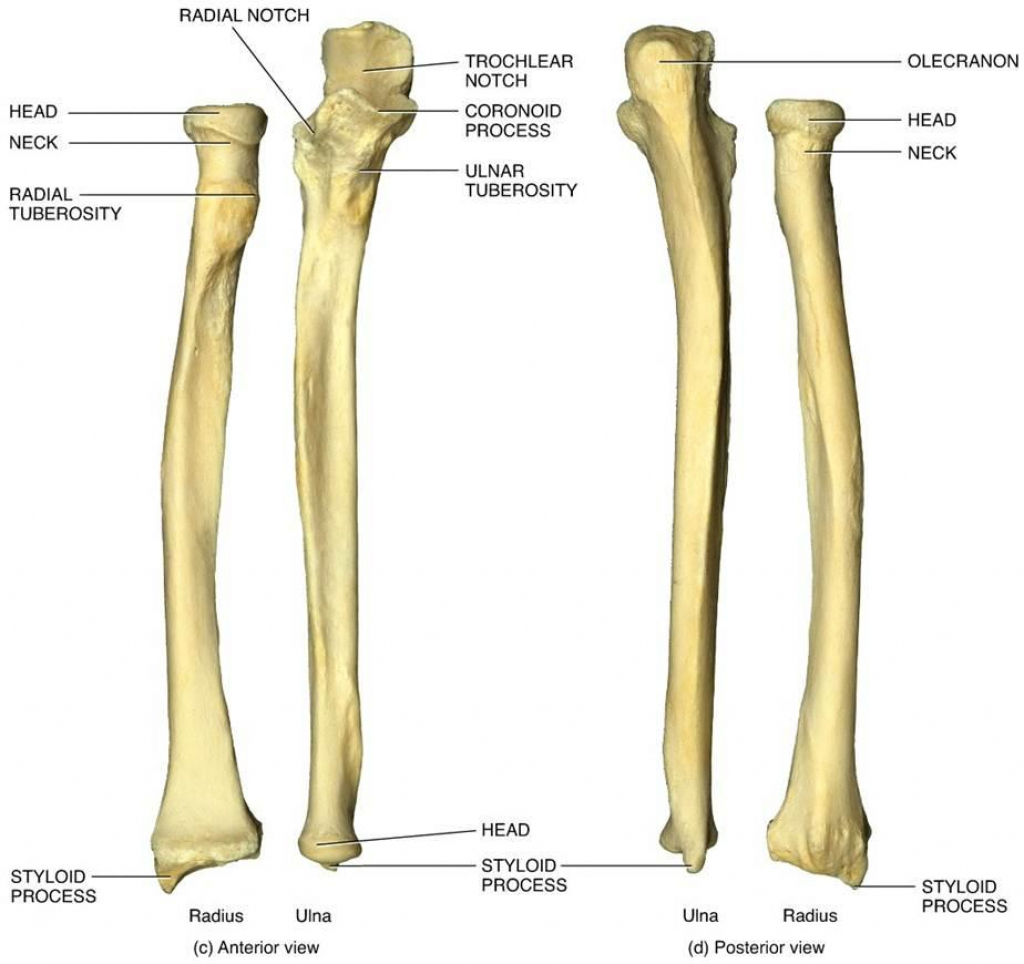 RADIAL NOTCH
TROCHLEAR
NOTCH
OLECRANON
HEAD
CORONOID
PROCESS
HEAD
NECK
NECK
ULNAR
TUBEROSITY
RADIAL
TUBEROSITY
HEAD
STYLOID
PROCESS
STYLOID
PROCESS
STYLOID
PROCESS
Radius
Ulna
Ulna
Radius
(c) Anterior view
(d) Posterior view